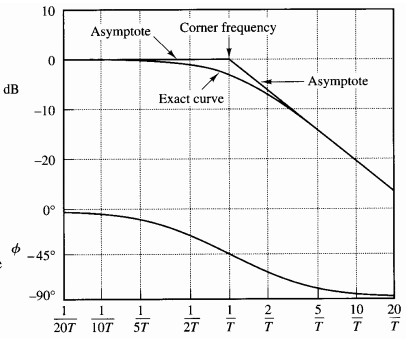 10
Asymptote
Corner frequency
0
dB
Asymptote
Exact curve
-10
-20
0°
ϕ
-45°
-90°
1/20T 1/10T 1/5T 1/2T 1/T 2/T 5/T 10/T 20/T